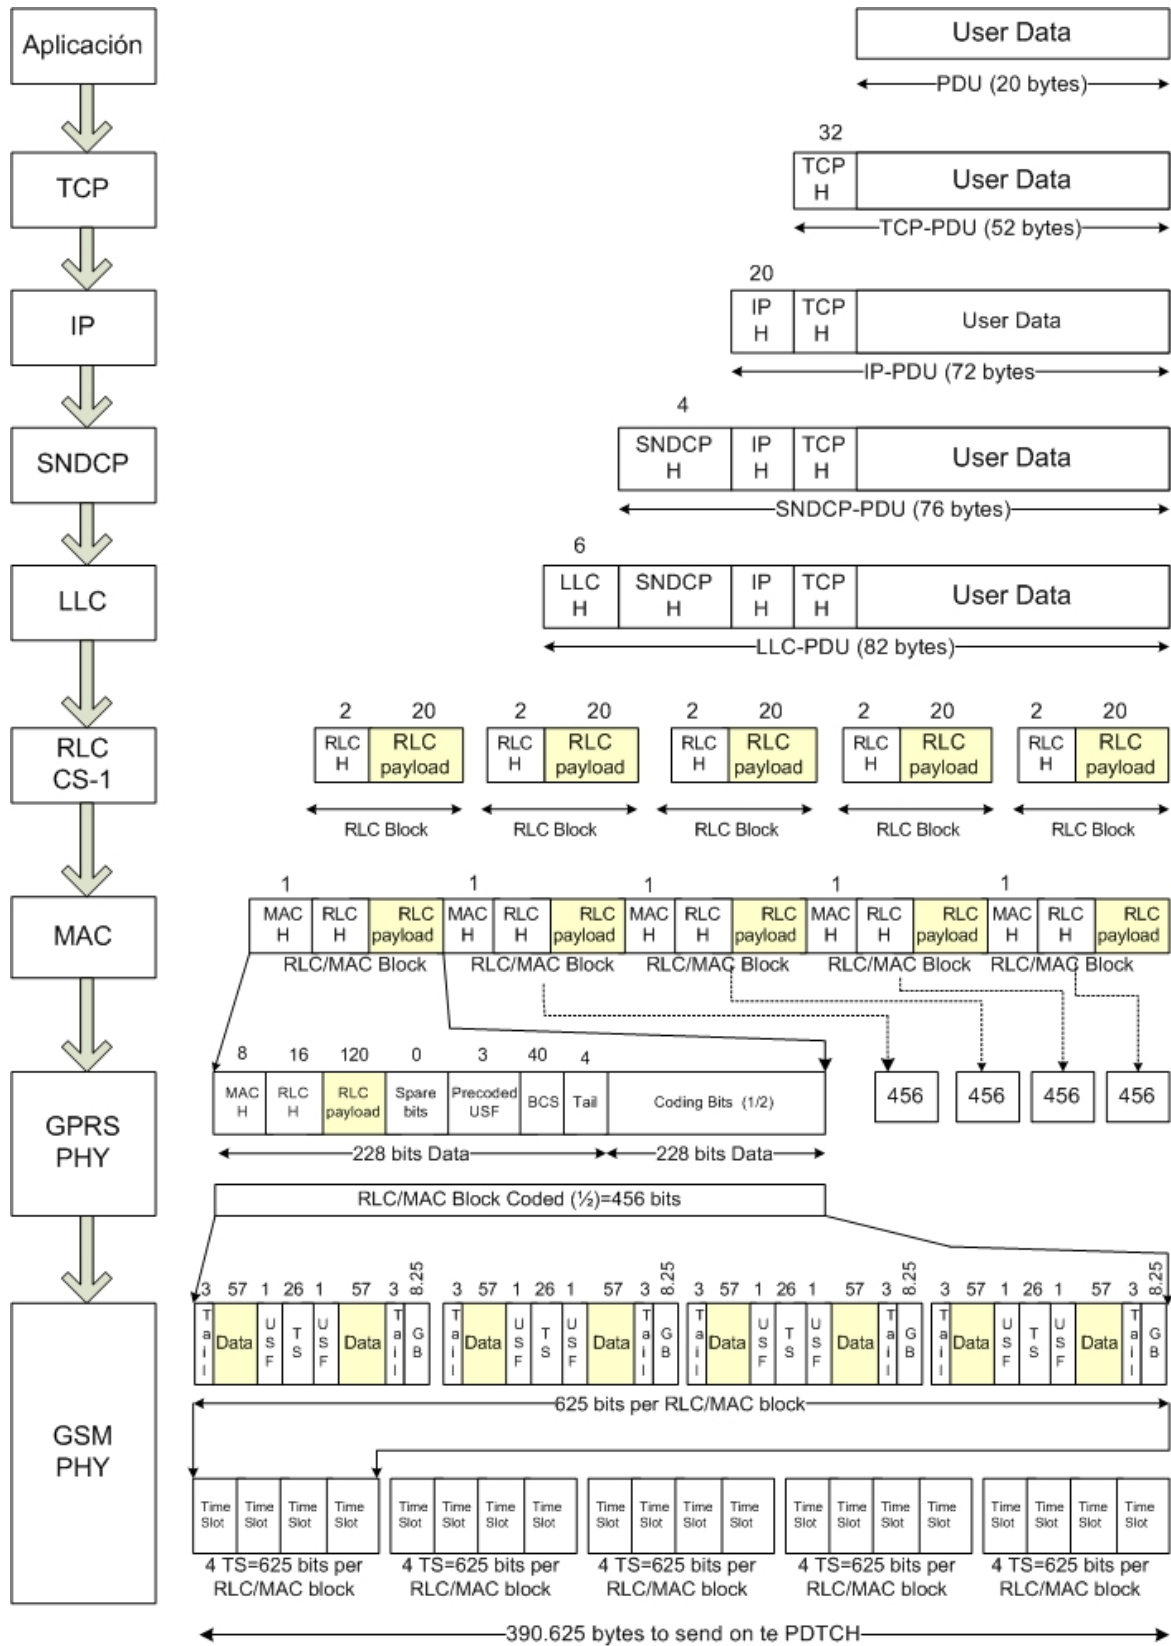 Aplicación
User Data
PDU (20 bytes)
32
TCP
TCP H
User Data
TCP-PDU (52 bytes)
20
IP
IP H
TCP H
User Data
IP-PDU (72 bytes
4
SNDCP
SNDCP H
IP H
TCP H
User Data
SNDCP-PDU (76 bytes)
6
LLC
LLC H
SNDCP H
IP H
TCP H
User Data
LLC-PDU (82 bytes)
2 20 2 20 2 20 2 20 2 20
RLC CS-1
RLC H RLC payload RLC H RLC payload RLC H RLC payload RLC H RLC payload RLC H RLC payload
RLC Block RLC Block RLC Block RLC Block RLC Block
1 1 1 1 1
MAC
MAC H RLC H RLC payload MAC H RLC H RLC payload MAC H RLC H RLC payload MAC H RLC H RLC payload MAC H RLC H RLC payload
RLC/MAC Block RLC/MAC Block RLC/MAC Block RLC/MAC Block RLC/MAC Block
8 16 120 0 3 40 4
GPRS PHY
MAC H RLC H RLC payload Spare bits Precoded USF BCS Tail Coding Bits (1/2)
456 456 456 456
228 bits Data 228 bits Data
RLC/MAC Block Coded (½)=456 bits
3 57 1 26 1 57 3 8.25 3 57 1 26 1 57 3 8.25 3 57 1 26 1 57 3 8.25 3 57 1 26 1 57 3 8.25
Tail Data USF TS USF Data Tail GB Tail Data USF TS USF Data Tail GB Tail Data USF TS USF Data Tail GB Tail Data USF TS USF Data Tail GB
625 bits per RLC/MAC block
GSM PHY
Time Slot Time Slot Time Slot Time Slot Time Slot Time Slot Time Slot Time Slot Time Slot Time Slot Time Slot Time Slot Time Slot Time Slot Time Slot Time Slot Time Slot Time Slot Time Slot Time Slot
4 TS=625 bits per RLC/MAC block
4 TS=625 bits per RLC/MAC block
4 TS=625 bits per RLC/MAC block
4 TS=625 bits per RLC/MAC block
4 TS=625 bits per RLC/MAC block
390.625 bytes to send on te PDTCH